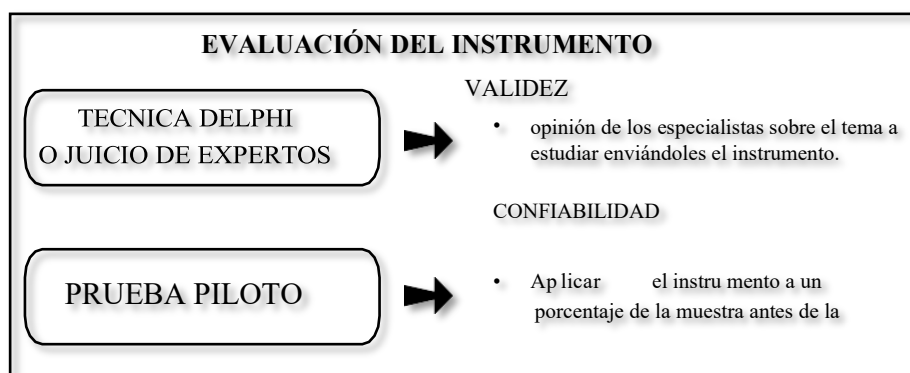 EVALUACIÓN DEL INSTRUMENTO
TECNICA DELPHI
O JUICIO DE EXPERTOS
VALIDEZ
• opinión de los especialistas sobre el tema a
estudiar enviándoles el instrumento.
PRUEBA PILOTO
CONFIABILIDAD
• Ap licar el instru mento a un
porcentaje de la muestra antes de la